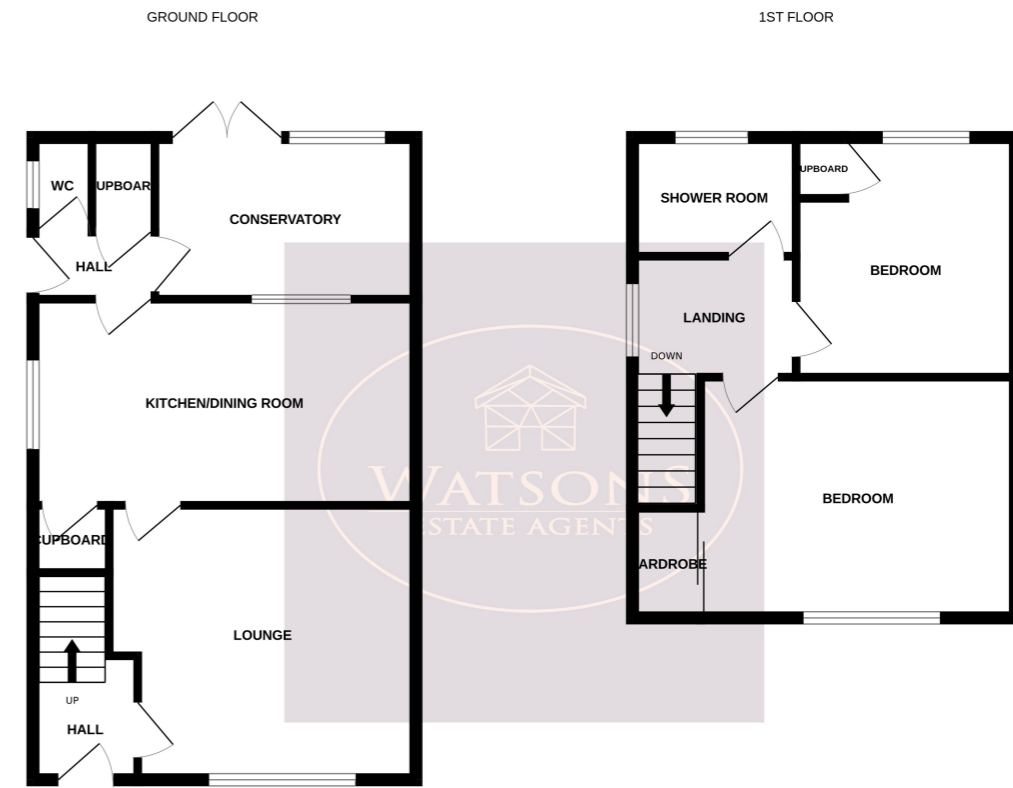 GROUND FLOOR
WC
UPBOAR
CONSERVATORY
HALL
KITCHEN/DINING ROOM
CUPBOARD
LOUNGE
UP
HALL
1ST FLOOR
UPBOARD
SHOWER ROOM
BEDROOM
LANDING
DOWN
BEDROOM
ARDROBE
WATSONS
ESTATE AGENTS